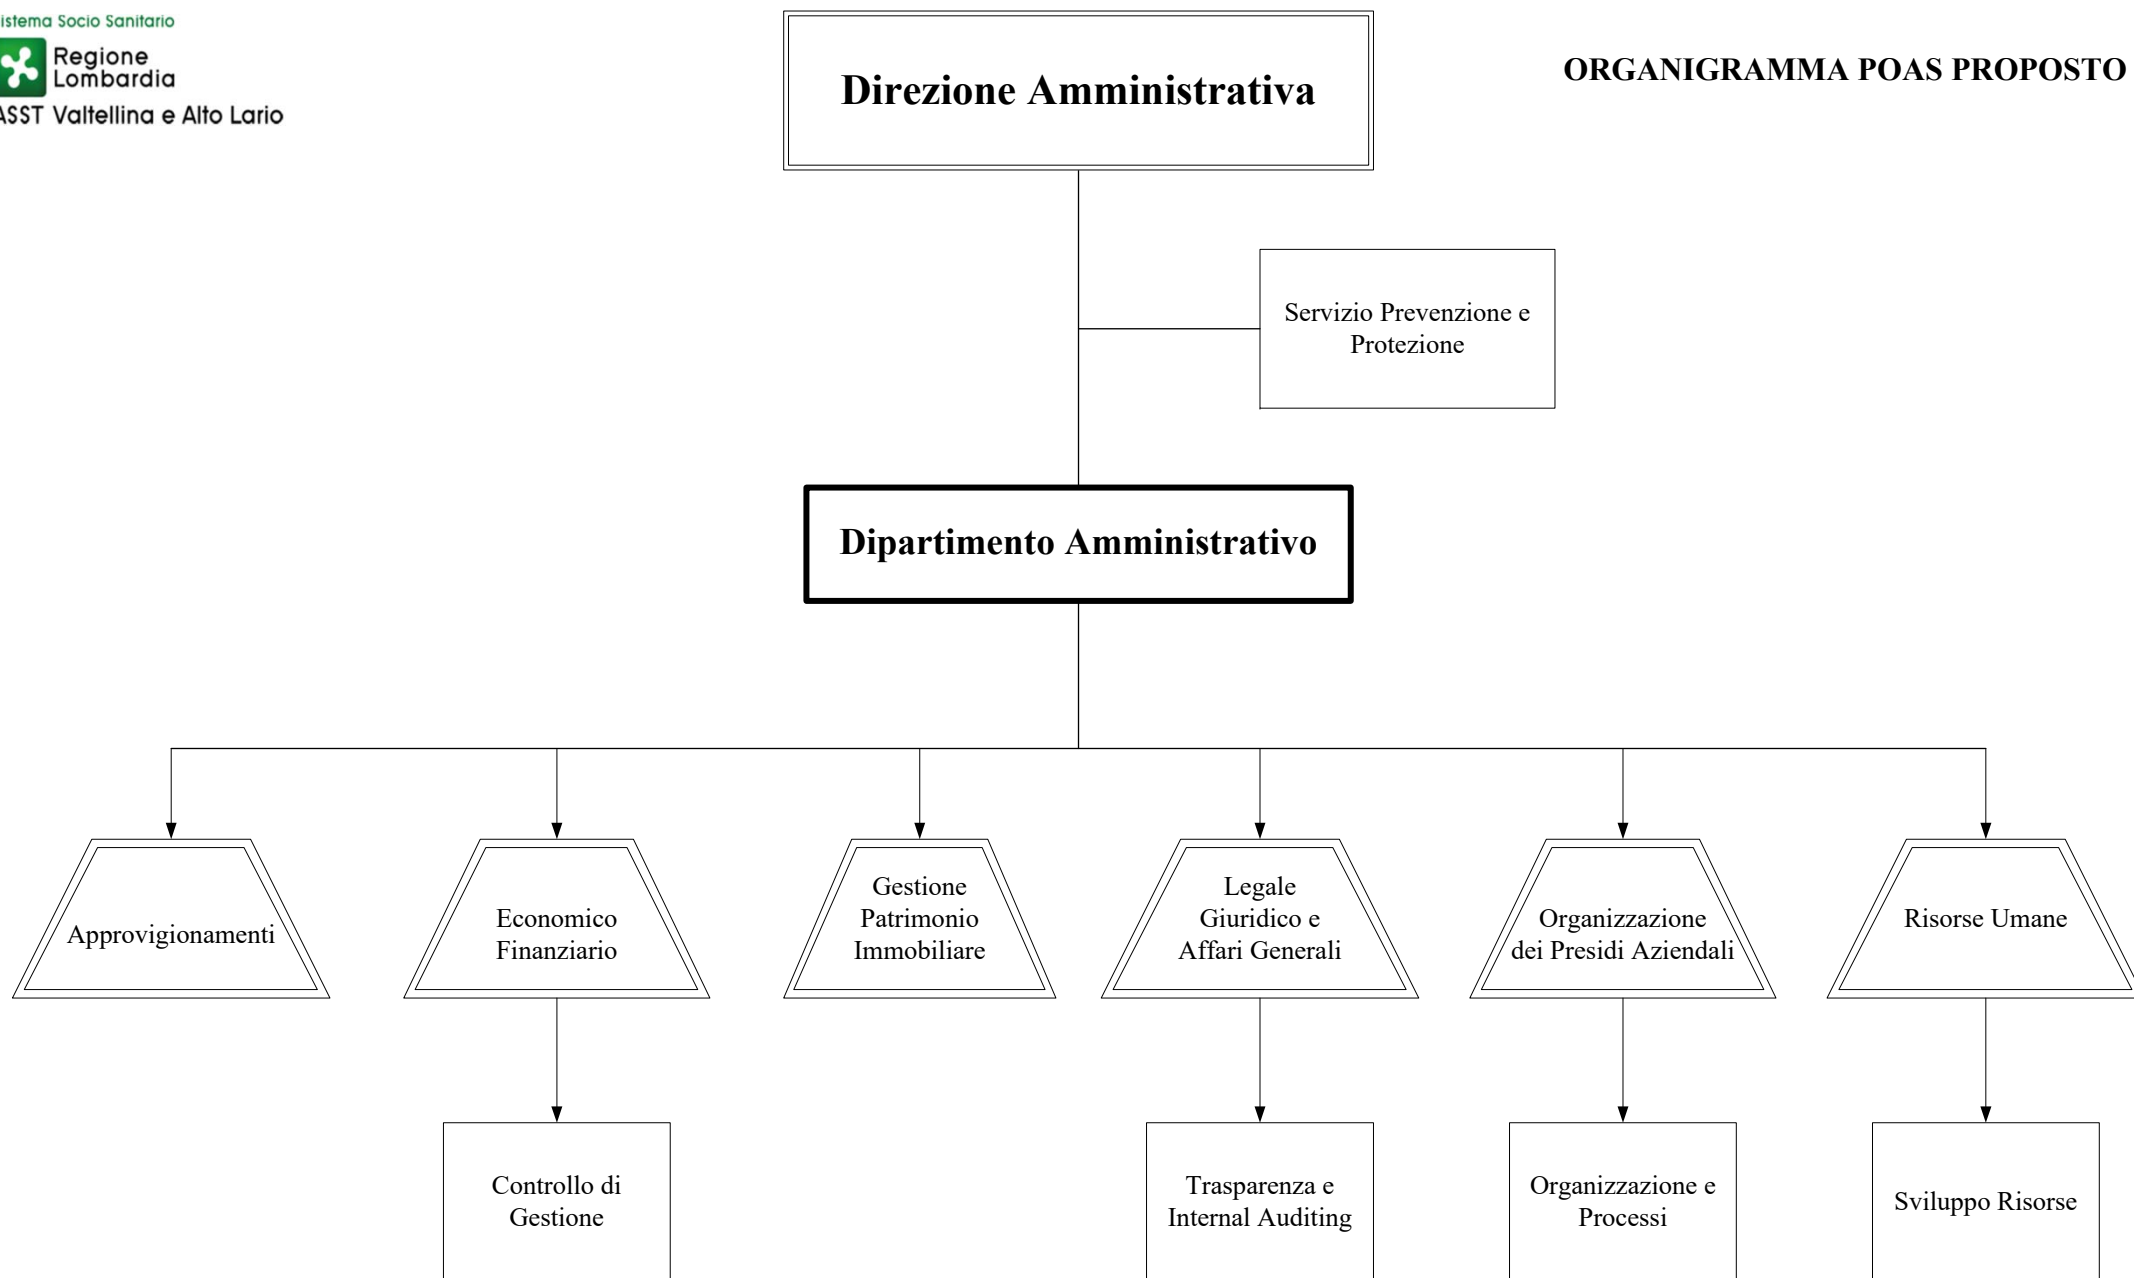 istema Socio Sanitario
Regione
Lombardia
ASST Valtellina e Alto Lario
Direzione Amministrativa
ORGANIGRAMMA POAS PROPOSTO
Servizio Prevenzione e
Protezione
Dipartimento Amministrativo
Approvigionamenti
Economico
Finanziario
Gestione
Patrimonio
Immobiliare
Legale
Giuridico e
Affari Generali
Organizzazione
dei Presidi Aziendali
Risorse Umane
Controllo di
Gestione
Trasparenza e
Internal Auditing
Organizzazione e
Processi
Sviluppo Risorse